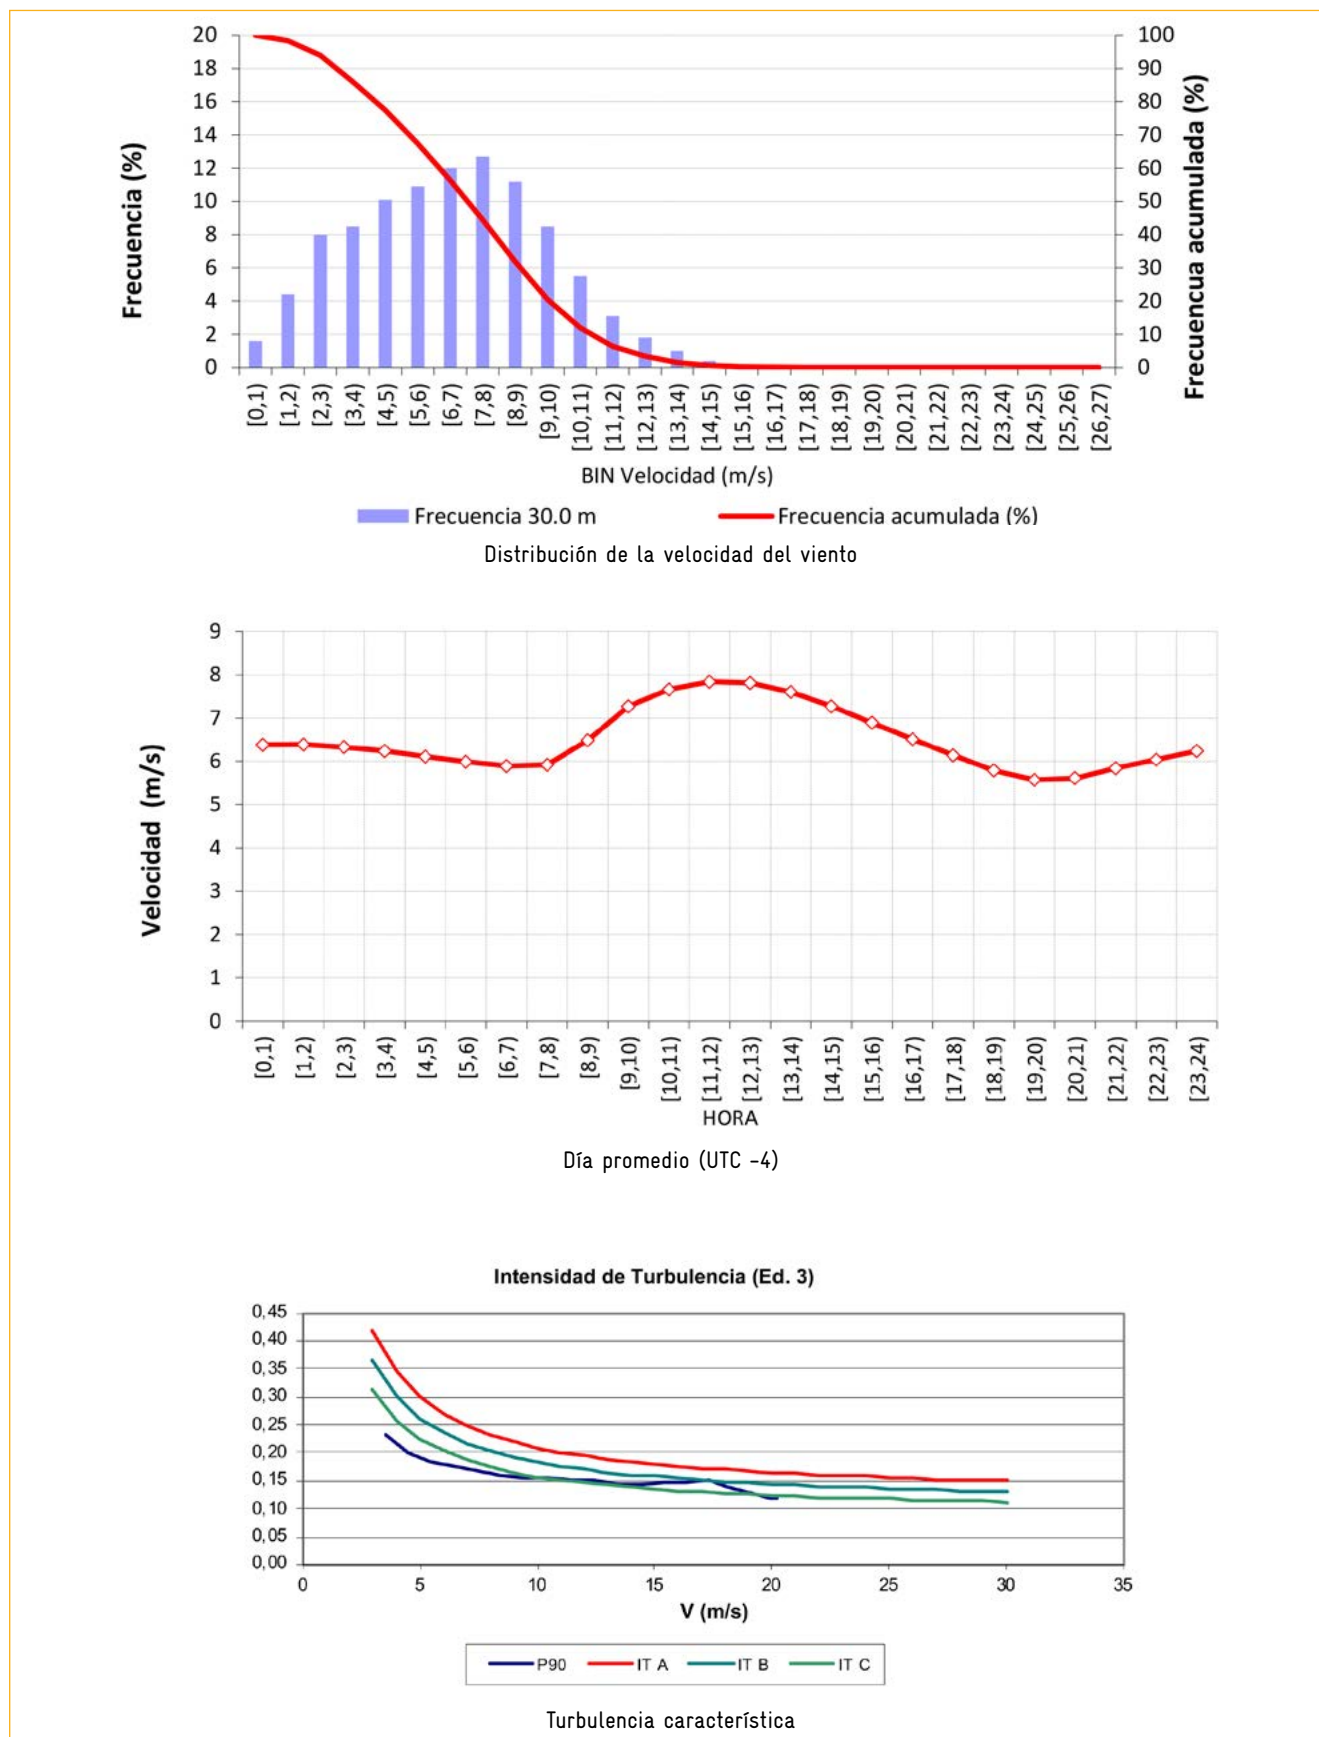 20
18
16
14
12
10
8
6
4
2
0
100
90
80
70
60
50
40
30
20
10
0
Frecuencia (%)
Frecuencua acumulada (%)
[0,1) [1,2) [2,3) [3,4) [4,5) [5,6) [6,7) [7,8) [8,9) [9,10) [10,11) [11,12) [12,13) [13,14) [14,15) [15,16) [16,17) [17,18) [18,19) [19,20) [20,21) [21,22) [22,23) [23,24) [24,25) [25,26) [26,27)
BIN Velocidad (m/s)
Frecuencia 30.0 m Frecuencia acumulada (%)
Distribución de la velocidad del viento
9
8
7
6
5
4
3
2
1
0
Velocidad (m/s)
[0,1) [1,2) [2,3) [3,4) [4,5) [5,6) [6,7) [7,8) [8,9) [9,10) [10,11) [11,12) [12,13) [13,14) [14,15) [15,16) [16,17) [17,18) [18,19) [19,20) [20,21) [21,22) [22,23) [23,24)
HORA
Día promedio (UTC -4)
Intensidad de Turbulencia (Ed. 3)
0,45
0,40
0,35
0,30
0,25
0,20
0,15
0,10
0,05
0,00
0 5 10 15 20 25 30 35
V (m/s)
P90 IT A IT B IT C
Turbulencia característica